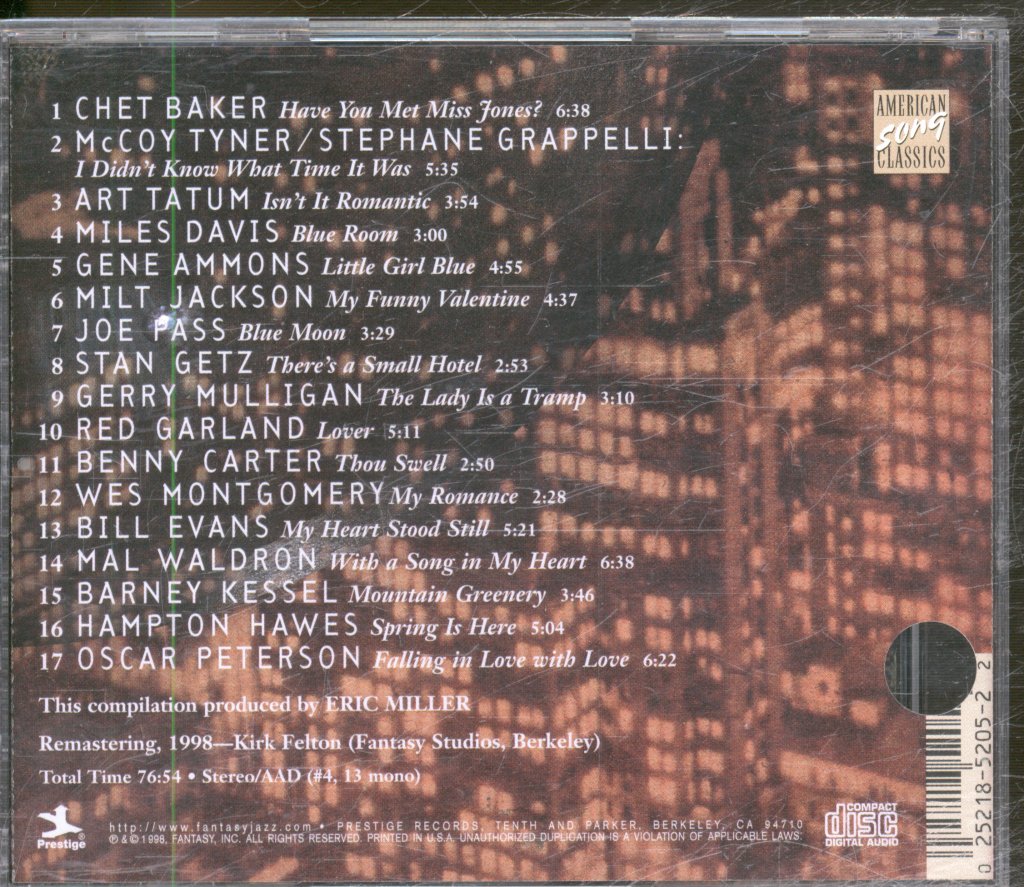 1 CHET BAKER Have You Met Miss Jones? 6:38
2 McCOY TYNER/STEPHANE GRAPPELLI:
I Didn't Know What Time It Was 5:35
3 ART TATUM Isn't It Romantic 3:54
4 MILES DAVIS Blue Room 3:00
5 GENE AMMONS Little Girl Blue 4:55
6 MILT JACKSON My Funny Valentine 4:37
7 JOE PASS Blue Moon 3:29
8 STAN GETZ There's a Small Hotel 2:53
9 GERRY MULLIGAN The Lady Is a Tramp 3:10
10 RED GARLAND Lover 5:11
11 BENNY CARTER Thou Swell 2:50
12 WES MONTGOMERY My Romance 2:28
13 BILL EVANS My Heart Stood Still 5:21
14 MAL WALDRON With a Song in My Heart 6:38
15 BARNEY KESSEL Mountain Greenery 3:46
16 HAMPTON HAWES Spring Is Here 5:04
17 OSCAR PETERSON Falling in Love with Love 6:22
AMERICAN
song
CLASSICS
This compilation produced by ERIC MILLER
Remastering, 1998—Kirk Felton (Fantasy Studios, Berkeley)
Total Time 76:54 • Stereo/AAD (#4, 13 mono)
Prestige®
http://www.fantasyjazz.com • PRESTIGE RECORDS, TENTH AND PARKER, BERKELEY, CA 94710
℗ & © 1998, FANTASY, INC. ALL RIGHTS RESERVED. PRINTED IN U.S.A. UNAUTHORIZED DUPLICATION IS A VIOLATION OF APPLICABLE LAWS.
COMPACT
disc
DIGITAL AUDIO
0 25218-5205-2 2